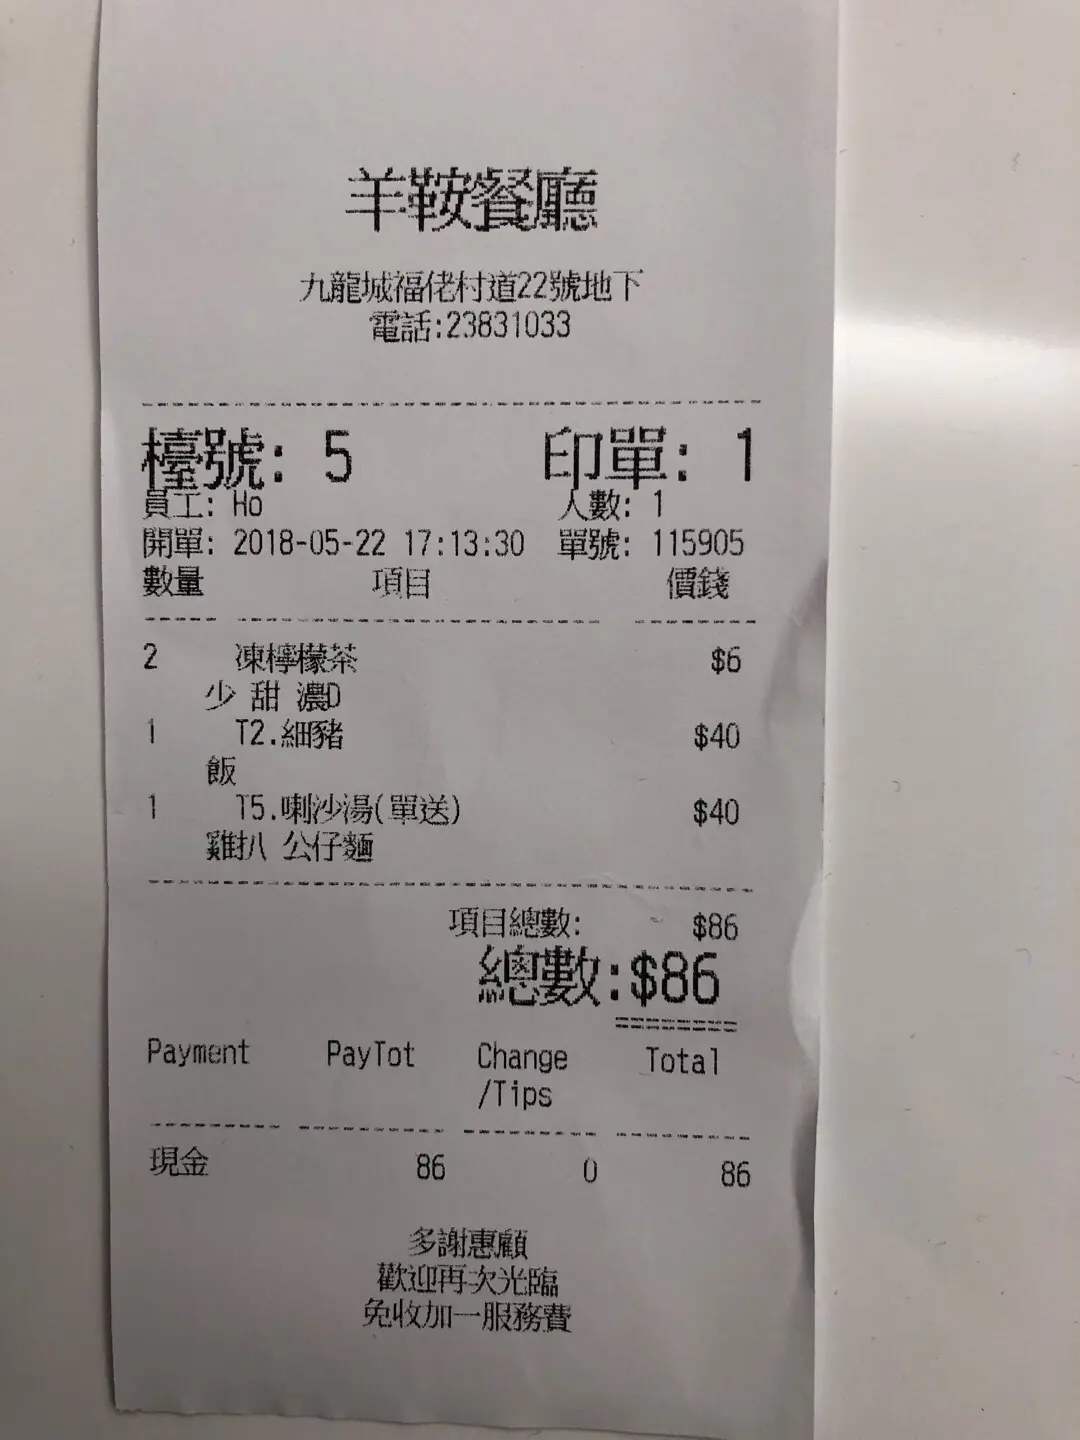 羊鞍餐廳
九龍城福佬村道22號地下
電話:23831033
檯號: 5 印單: 1
員工: Ho 人數: 1
開單: 2018-05-22 17:13:30 單號: 115905
數量 項目 價錢
2 凍檸檬茶 $6
少 甜 濃D
1 T2.細豬 $40
飯
1 T5.喇沙湯(單送) $40
雞扒 公仔麵
項目總數: $86
總數:$86
Payment PayTot Change Total
/Tips
現金 86 0 86
多謝惠顧
歡迎再次光臨
免收加一服務費